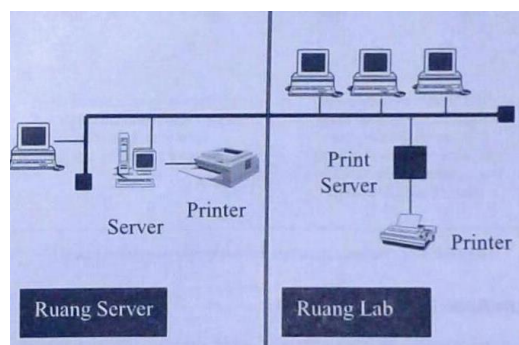 Server
Printer
Ruang Server
Print
Server
Printer
Ruang Lab